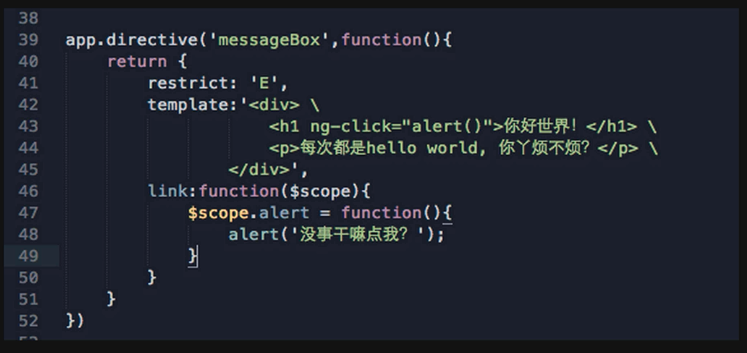 38
39 app.directive('messageBox',function(){
40 return {
41 restrict: 'E',
42 template:'<div> \
43 <h1 ng-click="alert()">你好世界! </h1> \
44 <p>每次都是hello world, 你丫烦不烦? </p> \
45 </div>',
46 link:function($scope){
47 $scope.alert = function(){
48 alert('没事干嘛点我? ');
49 }
50 }
51 }
52 })